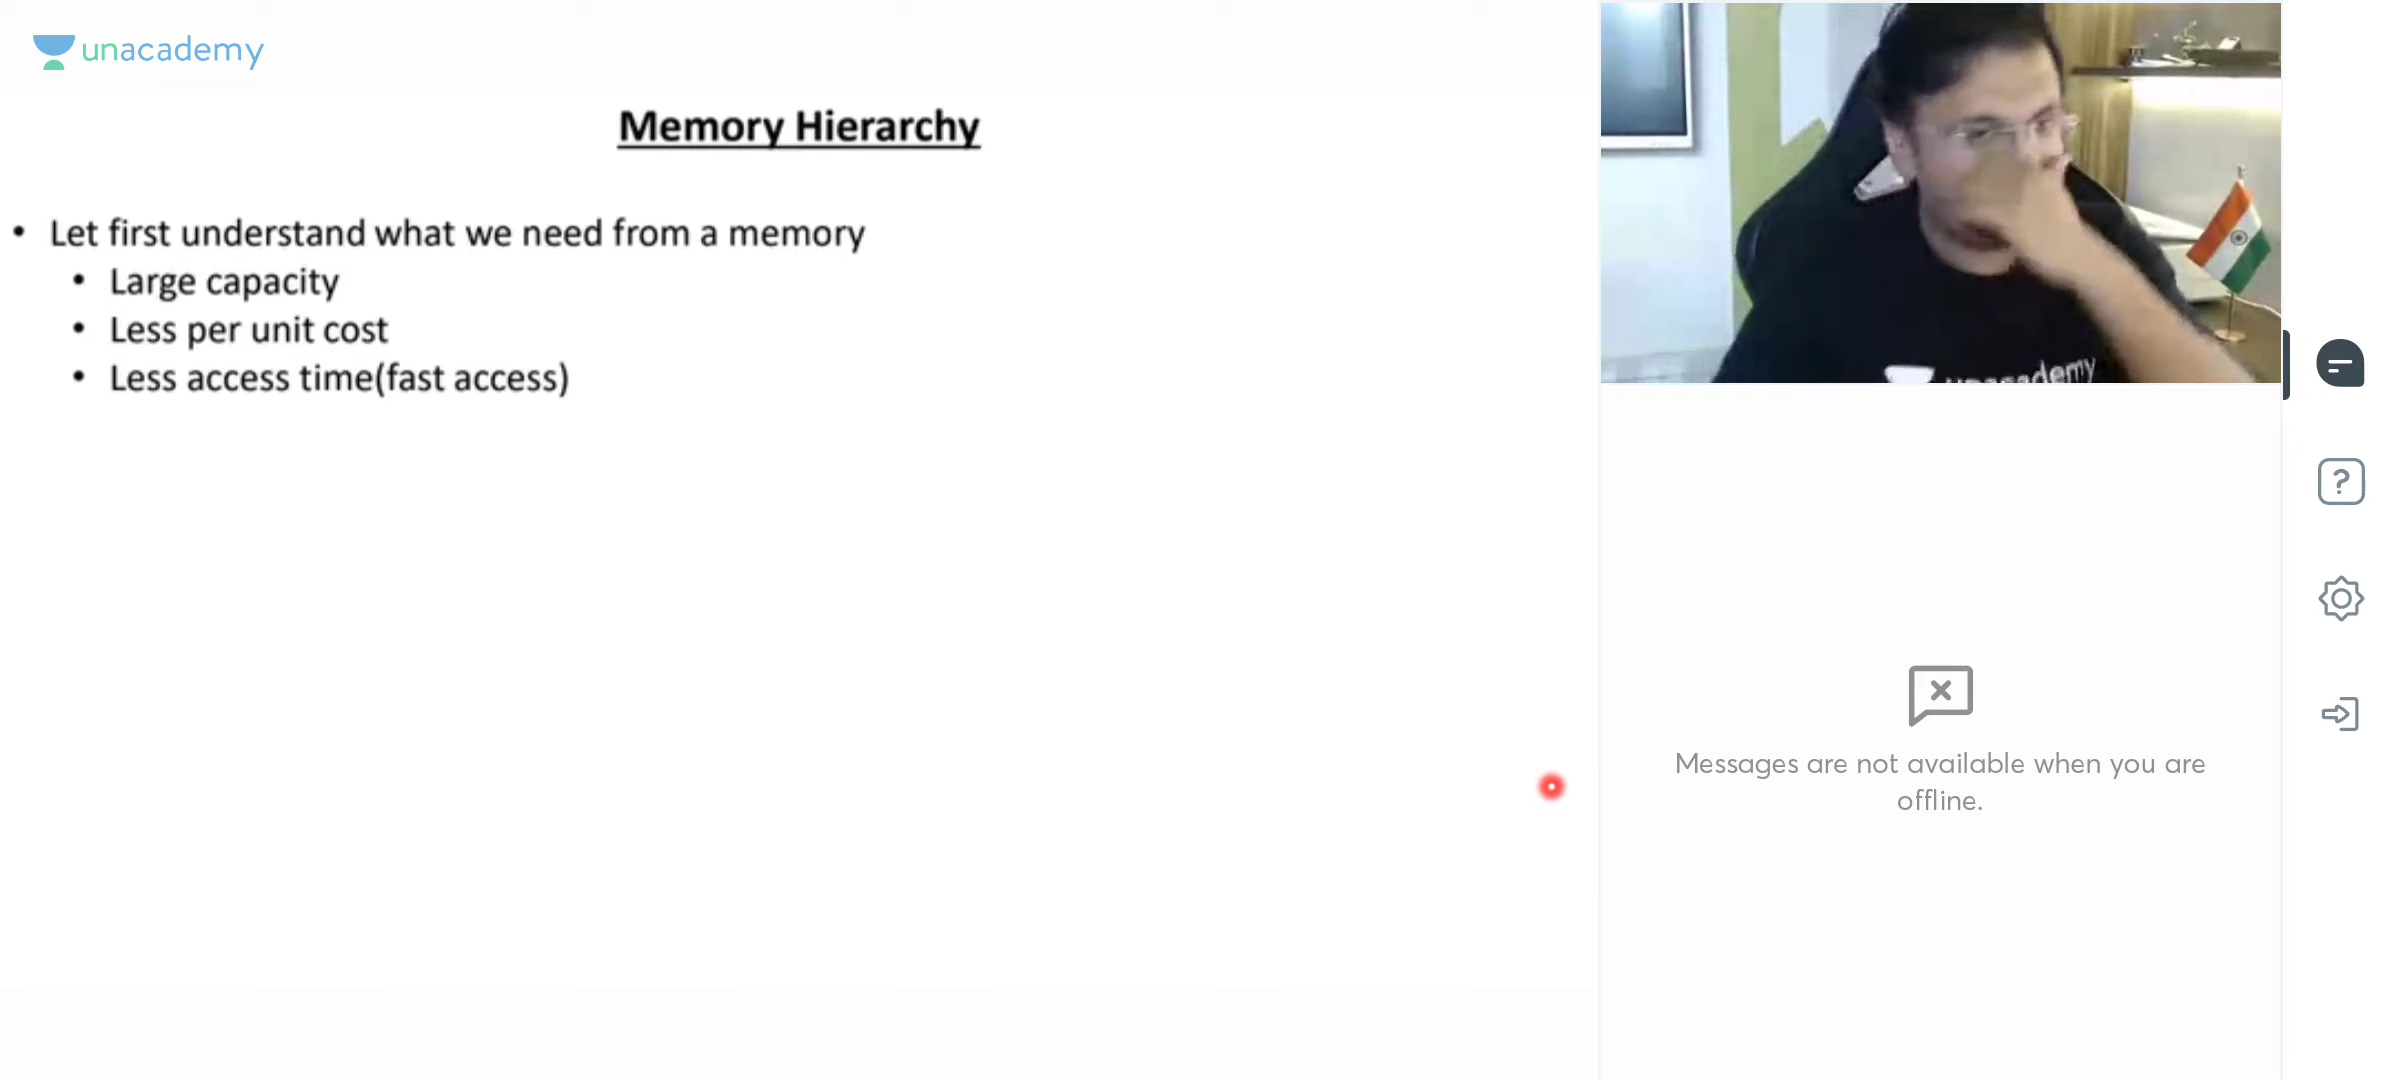 unacademy
Memory Hierarchy
• Let first understand what we need from a memory
• Large capacity
• Less per unit cost
• Less access time(fast access)
unacademy
?
Messages are not available when you are
offline.